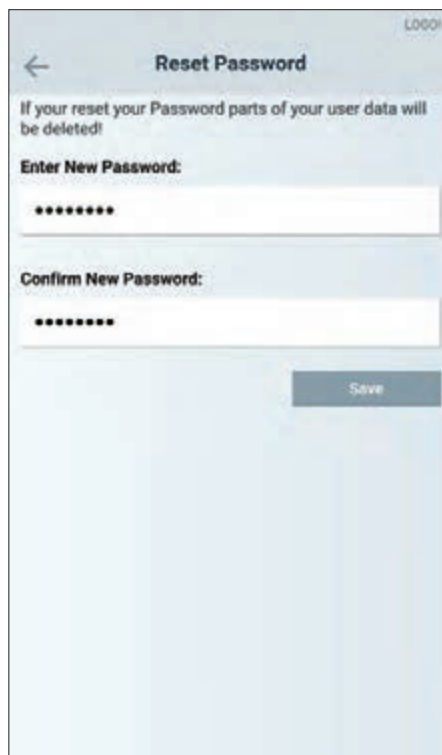 Reset Password
If your reset your Password parts of your user data will
be deleted!
Enter New Password:
••••••••
Confirm New Password:
••••••••
Save